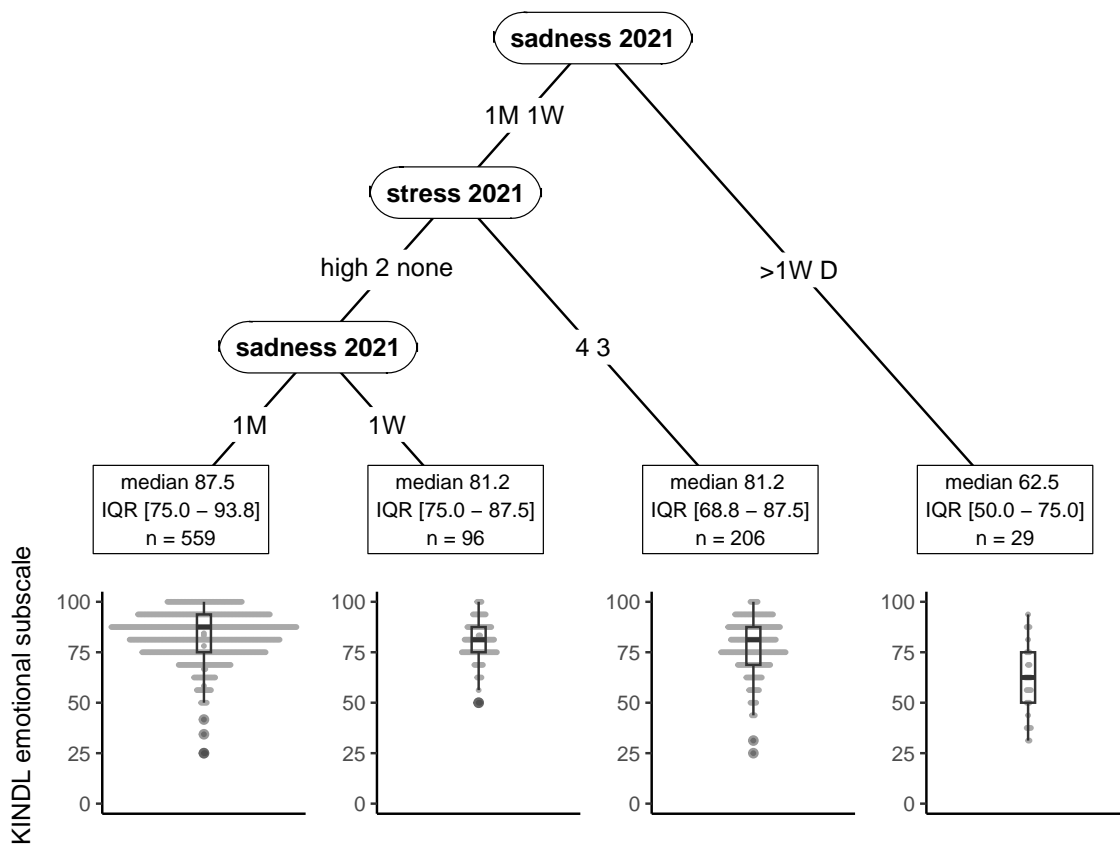 sadness 2021
1M 1W
stress 2021
high 2 none
>1W D
sadness 2021
4 3
1M
1W
median 87.5
IQR [75.0 – 93.8]
n = 559
median 81.2
IQR [75.0 – 87.5]
n = 96
median 81.2
IQR [68.8 – 87.5]
n = 206
median 62.5
IQR [50.0 – 75.0]
n = 29
KINDL emotional subscale
100
75
50
25
0
100
75
50
25
0
100
75
50
25
0
100
75
50
25
0